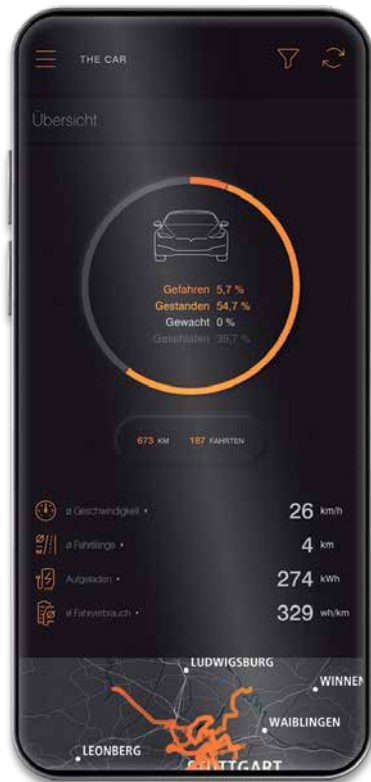 THE CAR
Übersicht
Gefahren 5,7 %
Gestanden 54,7 %
Gewacht 0 %
Geschlafen 39,7 %
673 KM 187 FAHRTEN
ø Geschwindigkeit 26 km/h
ø Fahrtlänge 4 km
Aufgeladen 274 kWh
ø Fahrverbrauch 329 wh/km
LUDWIGSBURG
WINNEN
WAIBLINGEN
LEONBERG
STUTTGART